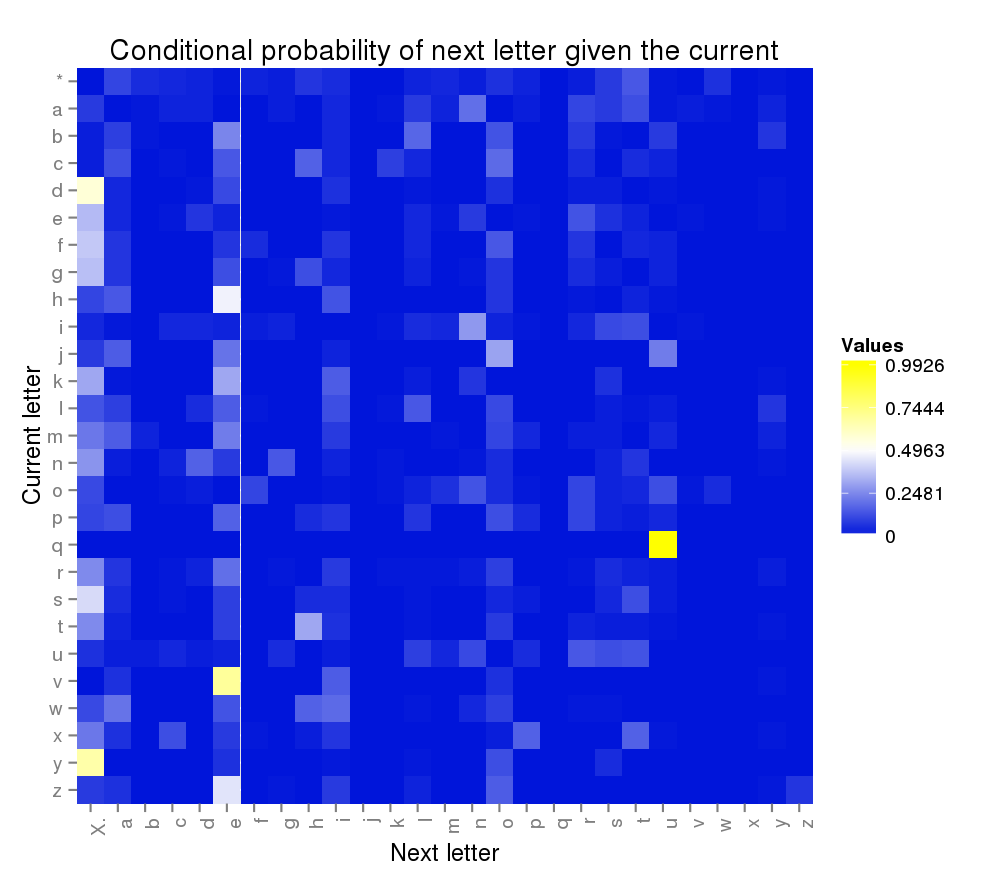 Conditional probability of next letter given the current
Current letter
*
a
b
c
d
e
f
g
h
i
j
k
l
m
n
o
p
q
r
s
t
u
v
w
x
y
z
X. a b c d e f g h i j k l m n o p q r s t u v w x y z
Next letter
Values
0.9926
0.7444
0.4963
0.2481
0